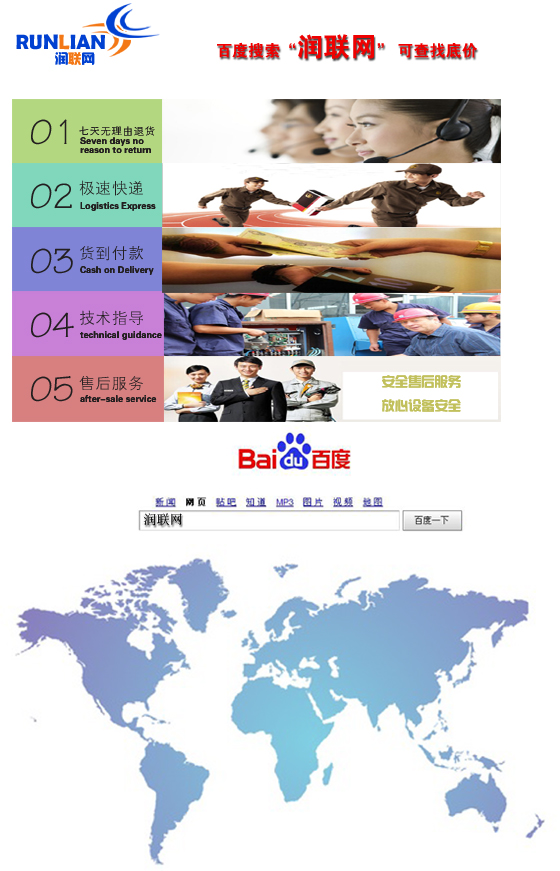 RUNLIAN
润联网
百度搜索“润联网” 可查找底价
01
七天无理由退货
Seven days no
reason to return
02
极速快递
Logistics Express
03
货到付款
Cash on Delivery
04
技术指导
technical guidance
05
售后服务
after-sale service
安全售后服务
放心设备安全
Bai du 百度
新闻 网页 贴吧 知道 MP3 图片 视频 地图
润联网 百度一下